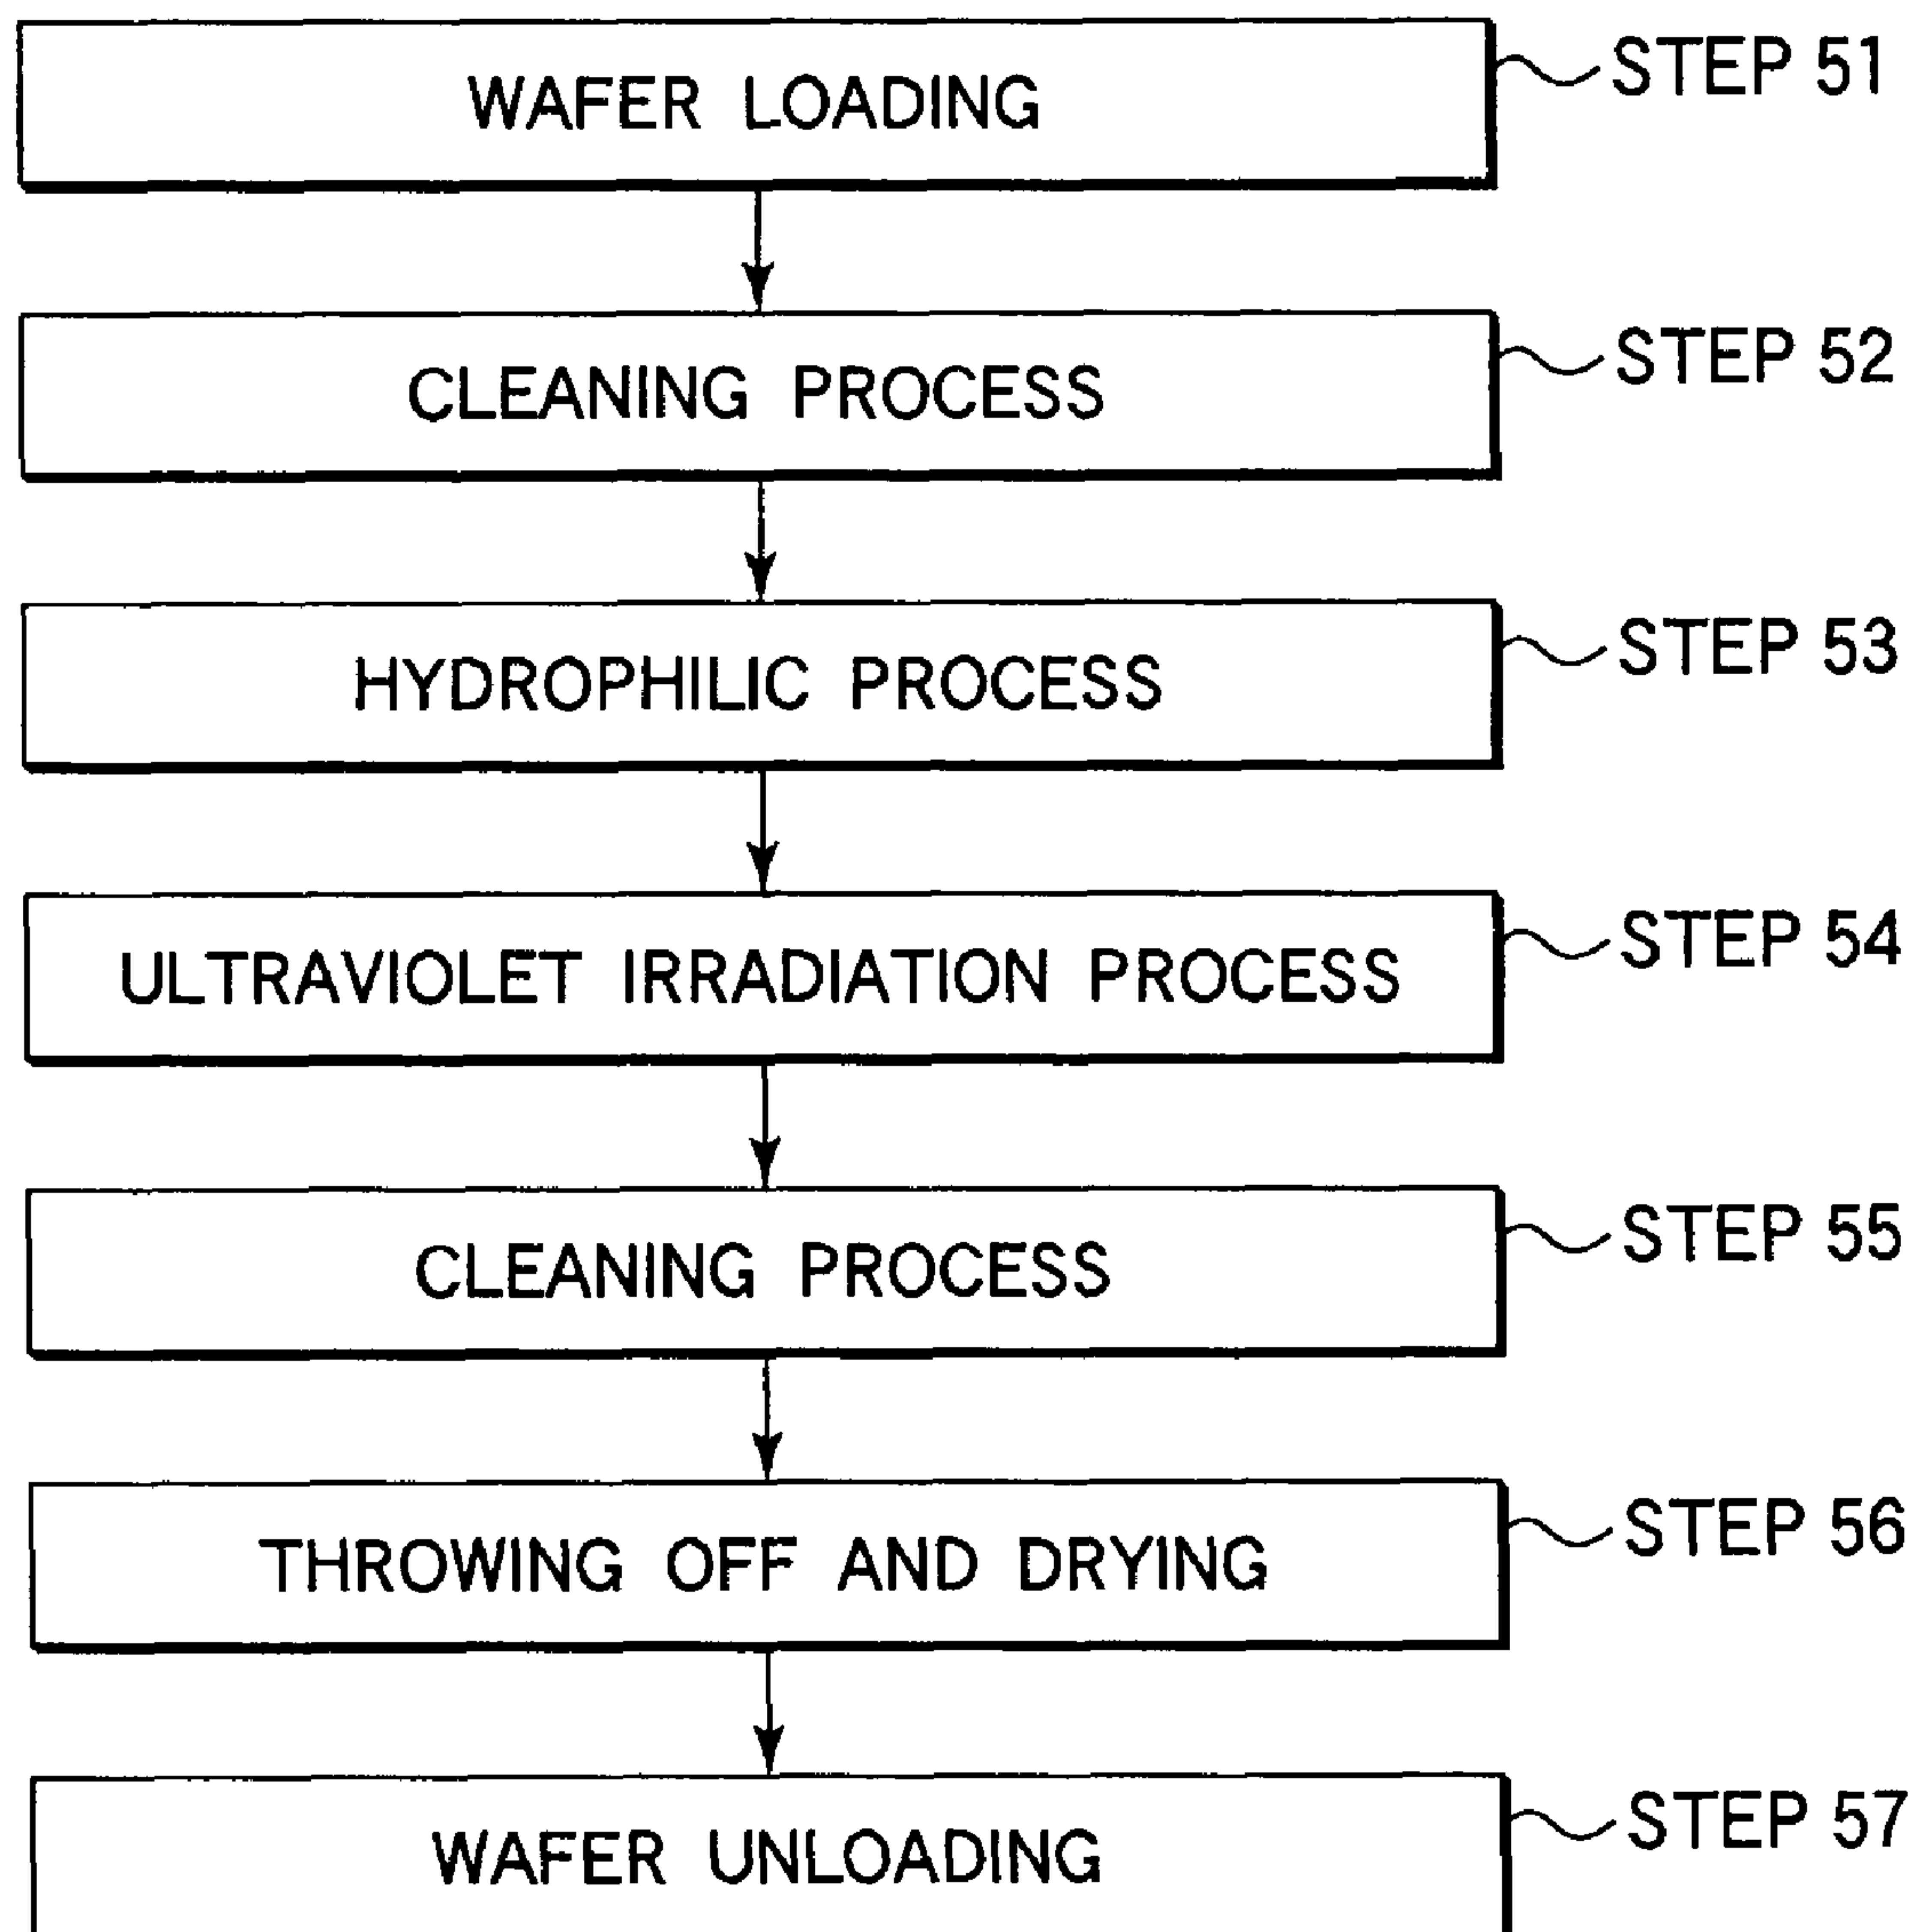 WAFER LOADING
STEP 51
CLEANING PROCESS
STEP 52
HYDROPHILIC PROCESS
STEP 53
ULTRAVIOLET IRRADIATION PROCESS
STEP 54
CLEANING PROCESS
STEP 55
THROWING OFF AND DRYING
STEP 56
WAFER UNLOADING
STEP 57